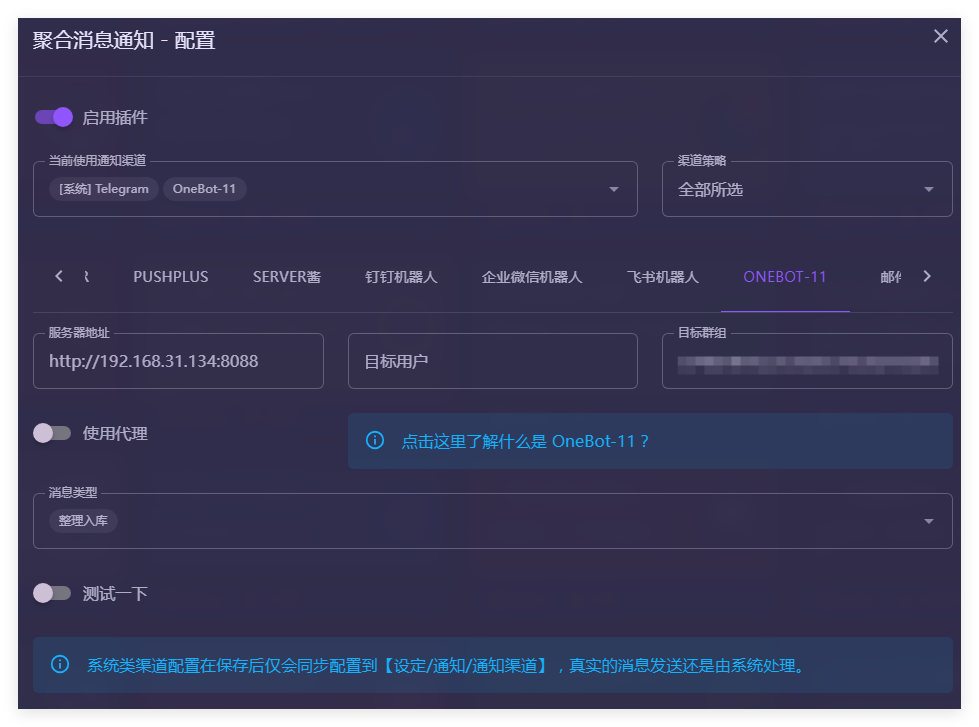 聚合消息通知 - 配置
启用插件
当前使用通知渠道
[系统] Telegram OneBot-11
渠道策略
全部所选
PUSHPLUS SERVER酱 钉钉机器人 企业微信机器人 飞书机器人 ONEBOT-11
服务器地址
http://192.168.31.134:8088
目标用户
目标群组
使用代理
点击这里了解什么是 OneBot-11？
消息类型
整理入库
测试一下
系统类渠道配置在保存后仅会同步配置到【设定/通知/通知渠道】，真实的消息发送还是由系统处理。